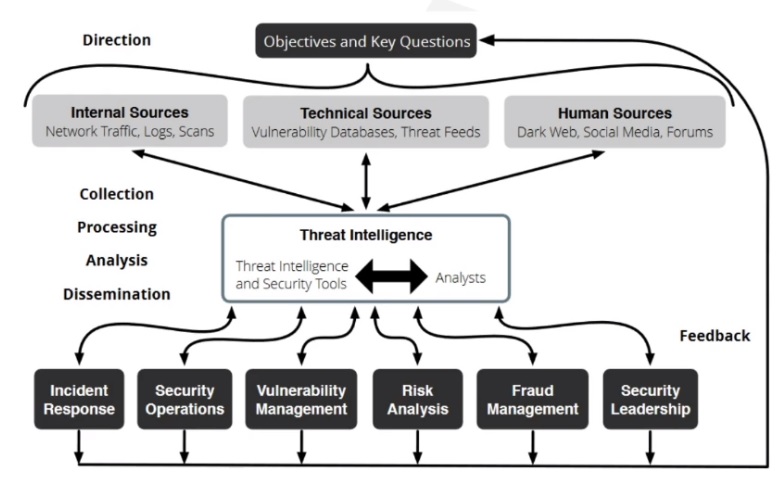 Direction
Objectives and Key Questions
Internal Sources
Network Traffic, Logs, Scans
Technical Sources
Vulnerability Databases, Threat Feeds
Human Sources
Dark Web, Social Media, Forums
Collection
Processing
Analysis
Dissemination
Threat Intelligence
Threat Intelligence
and Security Tools
Analysts
Feedback
Incident
Response
Security
Operations
Vulnerability
Management
Risk
Analysis
Fraud
Management
Security
Leadership